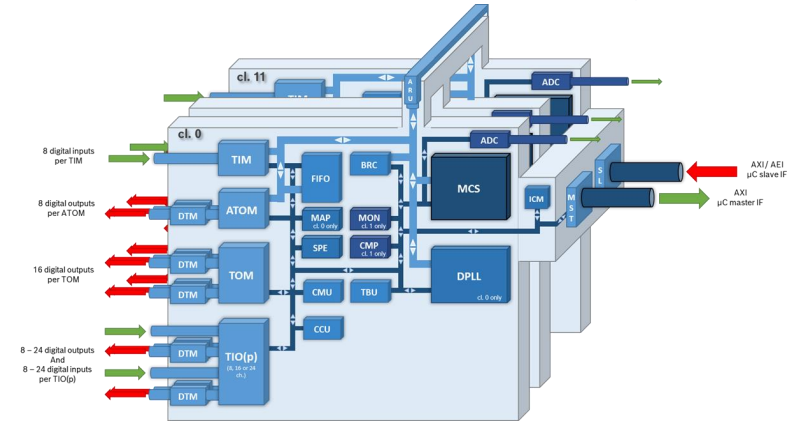 cl. 11
TIM
ADC
ARU
cl. 0
8 digital inputs
per TIM
TIM
FIFO
BRC
ADC
MCS
AXI/ AEI
µC slave IF
SL
AXI
µC master IF
MST
ICM
8 digital outputs
per ATOM
DTM
ATOM
MAP
cl. 0 only
MON
cl. 1 only
SPE
CMP
cl. 1 only
16 digital outputs
per TOM
DTM
DTM
TOM
CMU
TBU
DPLL
cl. 0 only
CCU
8 – 24 digital outputs
And
8 – 24 digital inputs
per TIO(p)
DTM
DTM
TIO(p)
(8, 16 or 24
ch.)